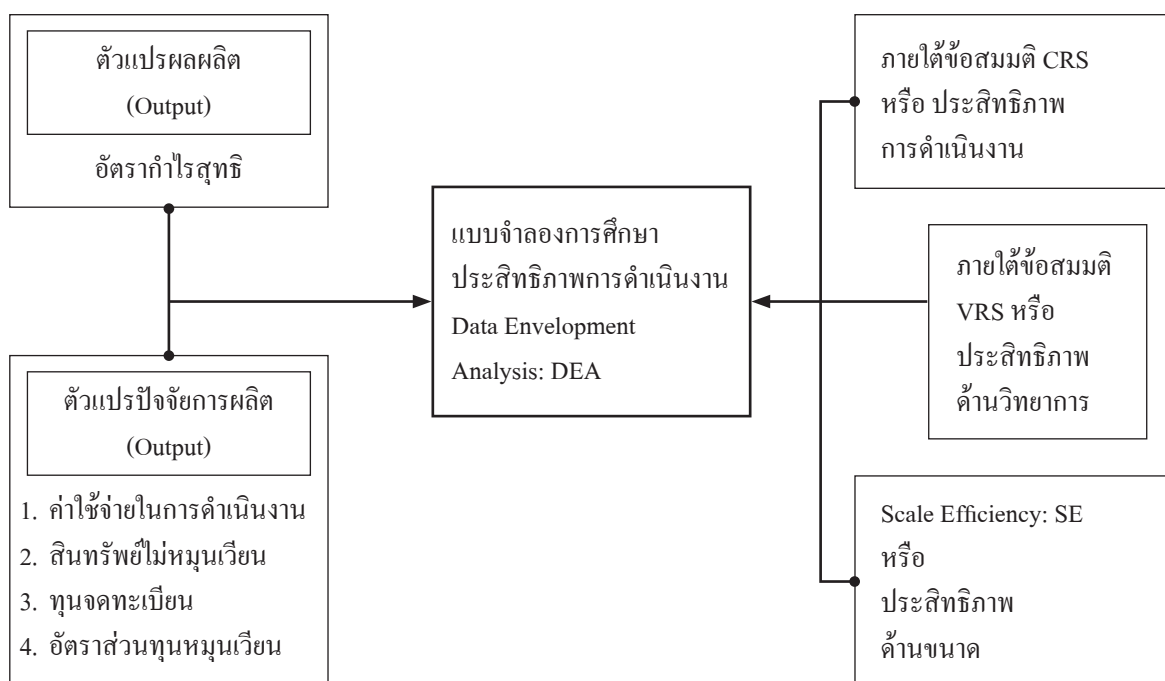 ตัวแปรผลผลิต
(Output)
อัตรากำไรสุทธิ
ตัวแปรปัจจัยการผลิต
(Output)
1. ค่าใช้จ่ายในการดำเนินงาน
2. สินทรัพย์ไม่หมุนเวียน
3. ทุนจดทะเบียน
4. อัตราส่วนทุนหมุนเวียน
แบบจำลองการศึกษา
ประสิทธิภาพการดำเนินงาน
Data Envelopment
Analysis: DEA
ภายใต้ข้อสมมติ CRS
หรือ ประสิทธิภาพ
การดำเนินงาน
ภายใต้ข้อสมมติ
VRS หรือ
ประสิทธิภาพ
ด้านวิทยาการ
Scale Efficiency: SE
หรือ
ประสิทธิภาพ
ด้านขนาด